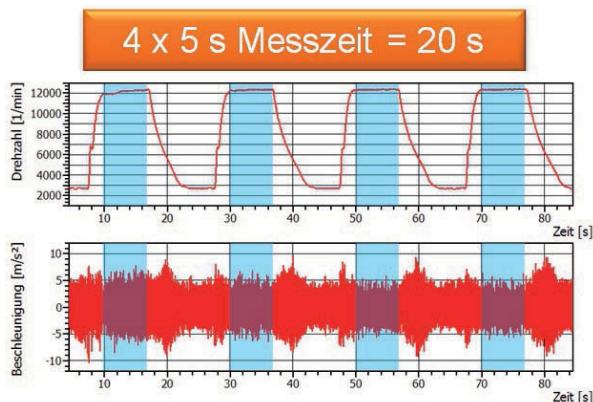 4 x 5 s Messzeit = 20 s
Drehzahl [1/min]
12000
10000
8000
6000
4000
2000
10 20 30 40 50 60 70 80
Zeit [s]
Beschleunigung [m/s²]
10
5
0
-5
-10
10 20 30 40 50 60 70 80
Zeit [s]